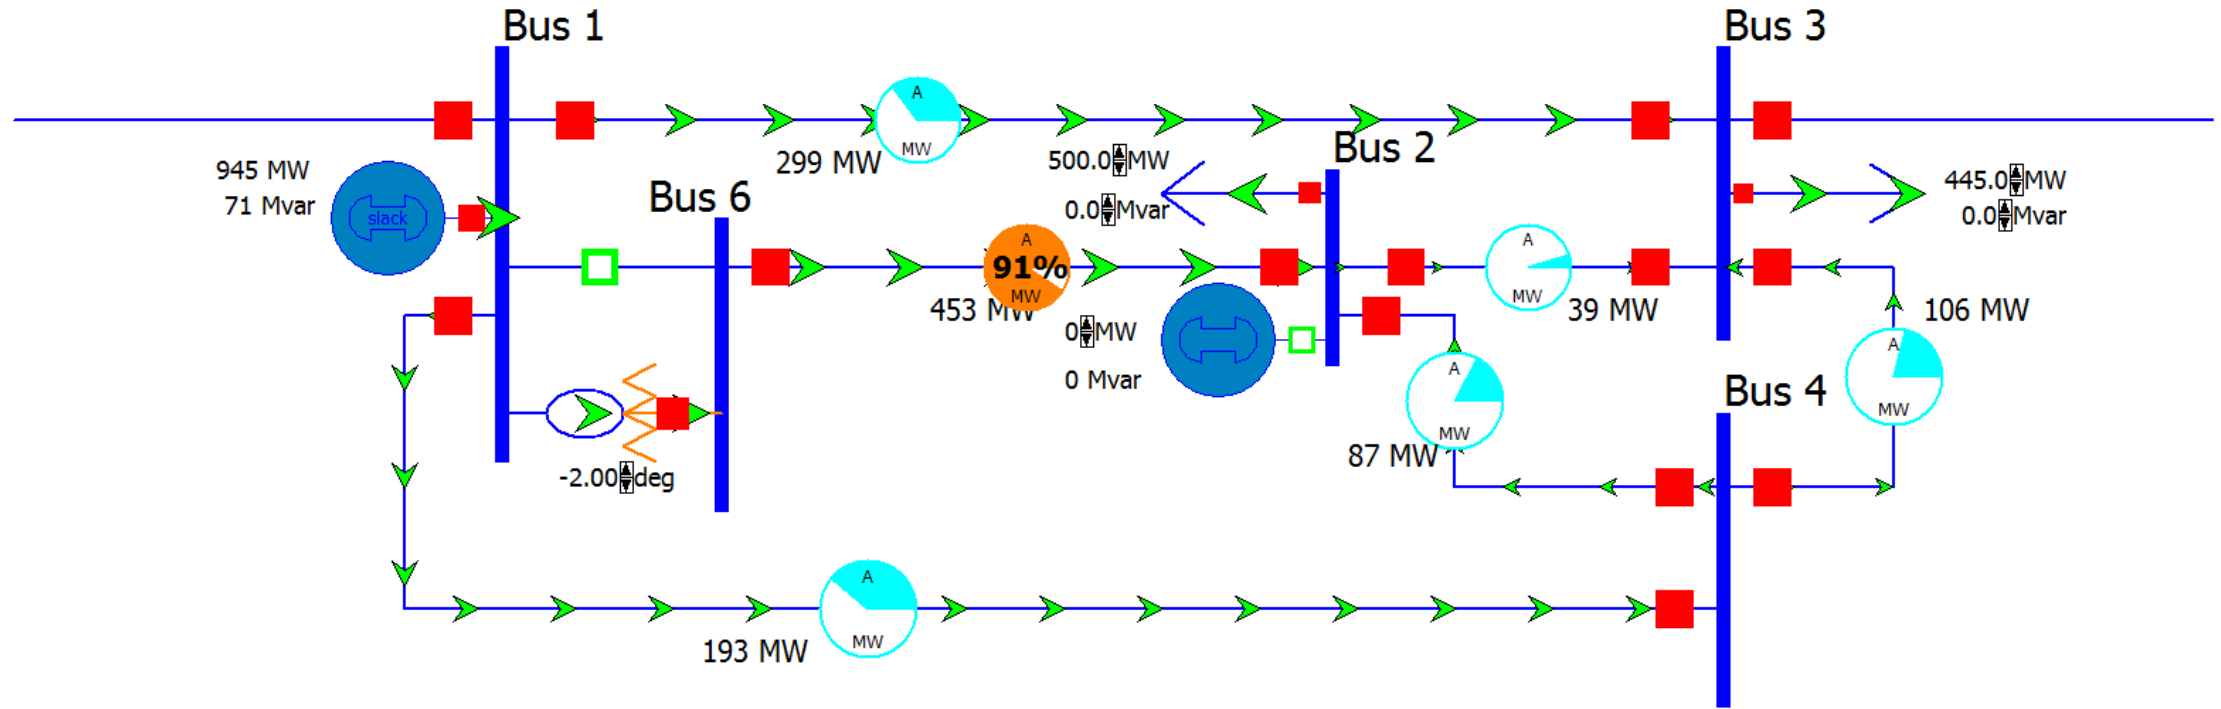 Bus 1
Bus 3
A
MW
299 MW
500.0 MW
0.0 Mvar
Bus 2
945 MW
71 Mvar
slack
Bus 6
445.0 MW
0.0 Mvar
A
91%
MW
453 MW
A
MW
39 MW
0 MW
0 Mvar
106 MW
A
MW
A
MW
87 MW
Bus 4
-2.00 deg
A
MW
193 MW